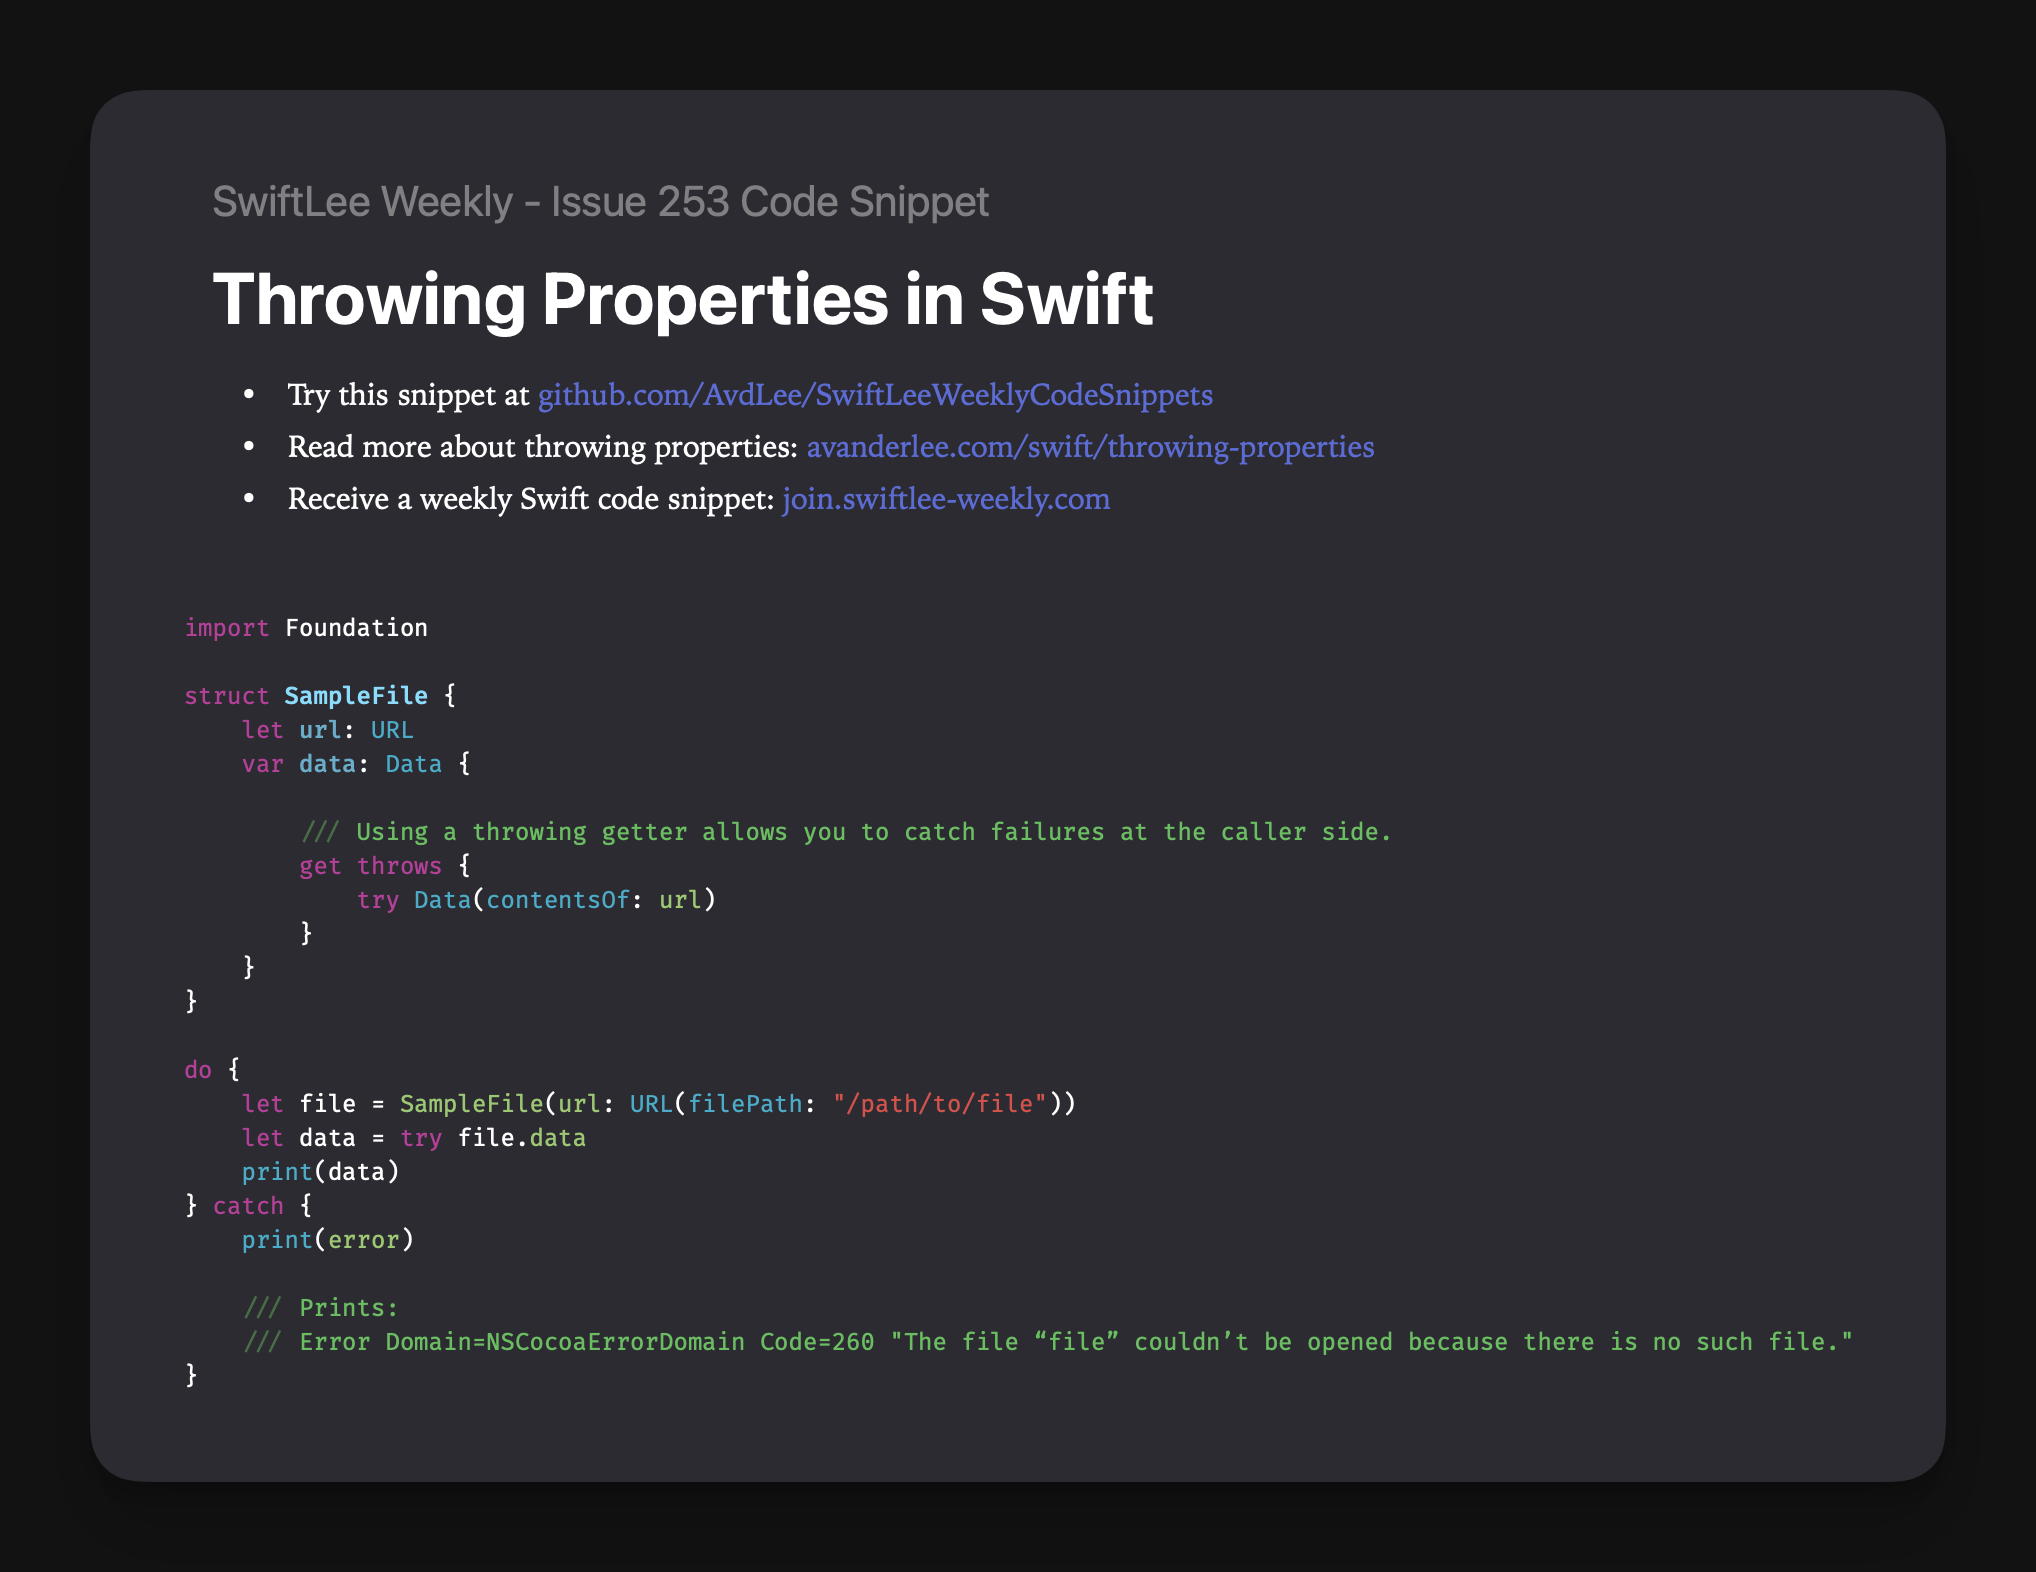 SwiftLee Weekly - Issue 253 Code Snippet
Throwing Properties in Swift
• Try this snippet at github.com/AvdLee/SwiftLeeWeeklyCodeSnippets
• Read more about throwing properties: avanderlee.com/swift/throwing-properties
• Receive a weekly Swift code snippet: join.swiftlee-weekly.com
import Foundation
struct SampleFile {
    let url: URL
    var data: Data {
        /// Using a throwing getter allows you to catch failures at the caller side.
        get throws {
            try Data(contentsOf: url)
        }
    }
}
do {
    let file = SampleFile(url: URL(filePath: "/path/to/file"))
    let data = try file.data
    print(data)
} catch {
    print(error)
    /// Prints:
    /// Error Domain=NSCocoaErrorDomain Code=260 "The file “file” couldn’t be opened because there is no such file."
}